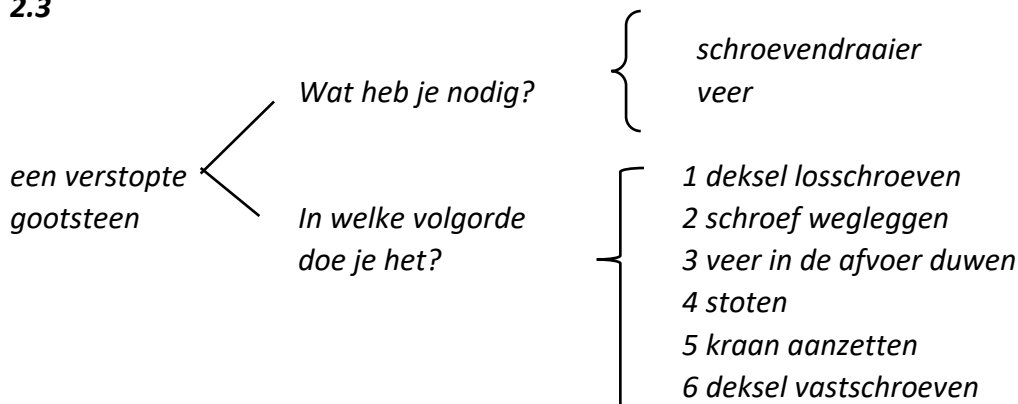 2.3
Wat heb je nodig?
schroevendraaier
veer
een verstopte
gootsteen
In welke volgorde
doe je het?
1 deksel losschroeven
2 schroef wegleggen
3 veer in de afvoer duwen
4 stoten
5 kraan aanzetten
6 deksel vastschroeven